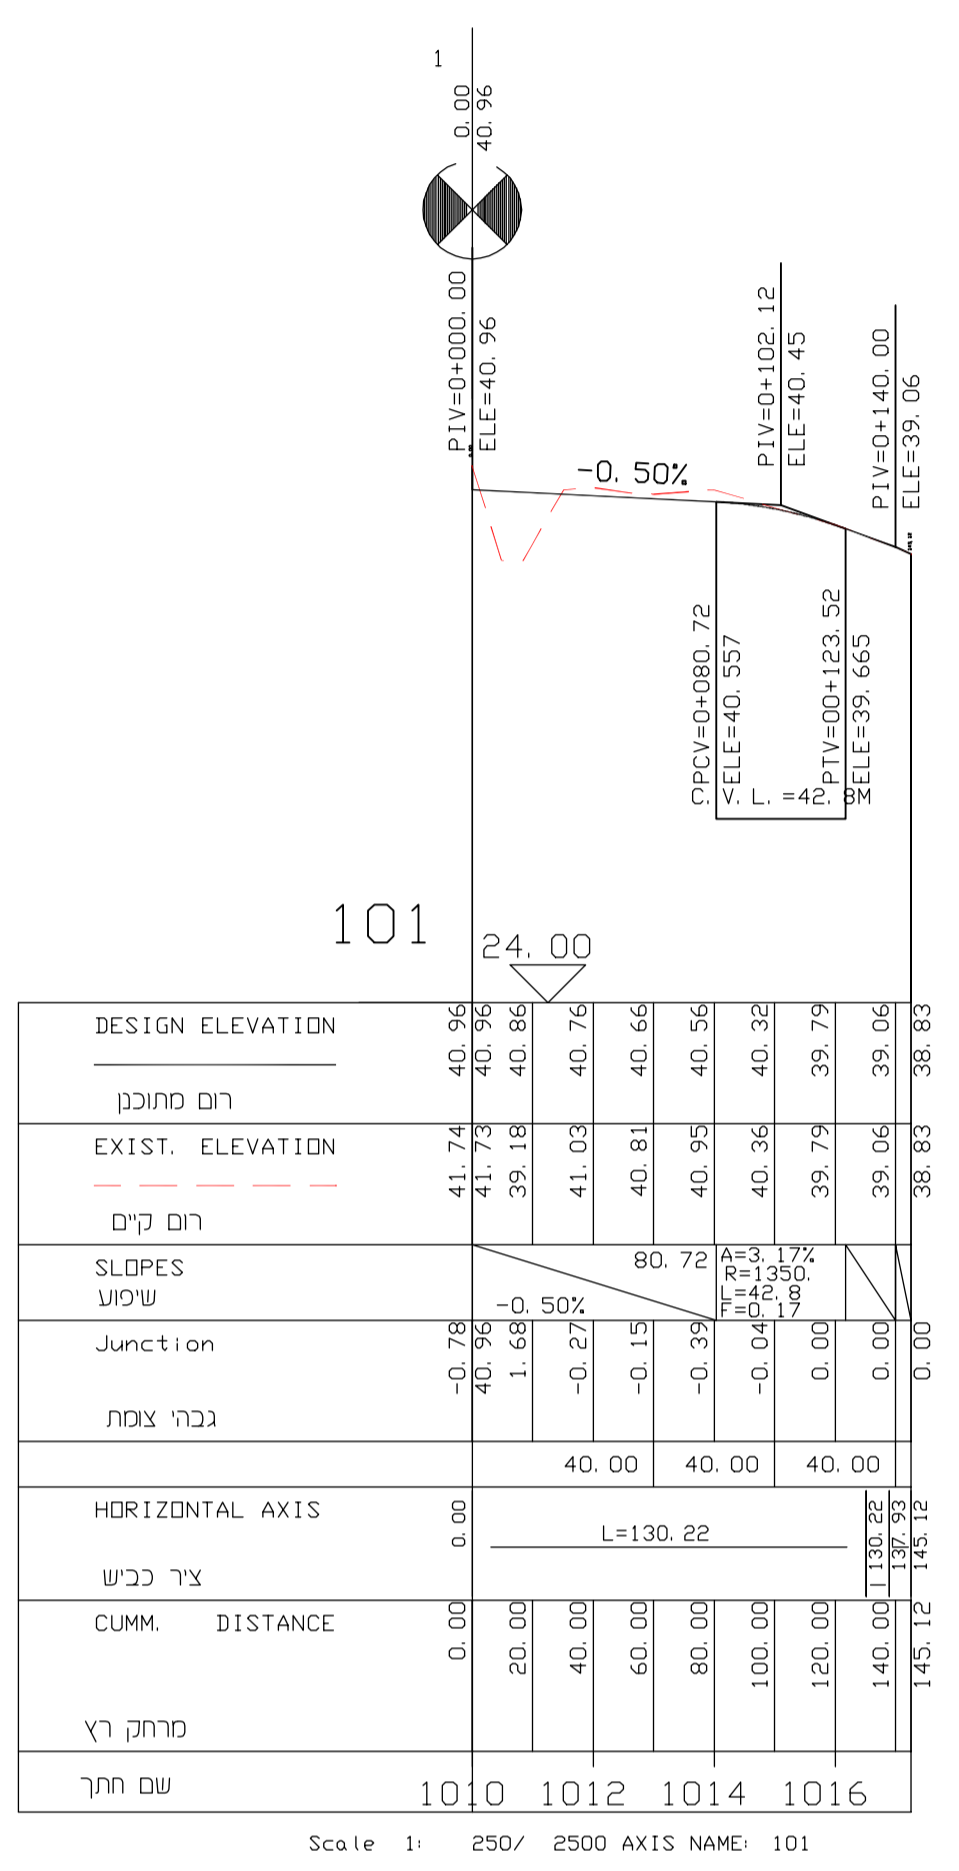 1
0.00
40.96
PIV=0+000.00
ELE=40.96
-0.50%
PIV=0+102.12
ELE=40.45
PIV=0+140.00
ELE=39.06
PCV=0+080.72
ELE=40.557
PTV=00+123.52
ELE=39.665
C.V.L.=42.8M
101
24.00
DESIGN ELEVATION
רום מתוכנן
40.96 40.96 40.86 40.76 40.66 40.56 40.32 39.79 39.06 38.83
EXIST. ELEVATION
רום קיים
41.74 41.73 39.18 41.03 40.81 40.95 40.36 39.79 39.06 38.83
SLOPES
שיפוע
-0.50%
80.72
A=3.17%
R=1350.
L=42.8
F=0.17
Junction
גבהי צומת
-0.78 40.96 1.68 -0.27 -0.15 -0.39 -0.04 0.00 0.00 0.00
40.00 40.00 40.00
HORIZONTAL AXIS
ציר כביש
0.00 L=130.22 130.22 137.93 145.12
CUMM. DISTANCE
מרחק רץ
0.00 20.00 40.00 60.00 80.00 100.00 120.00 140.00 145.12
שם חתך
1010 1012 1014 1016
Scale 1: 250/ 2500 AXIS NAME: 101